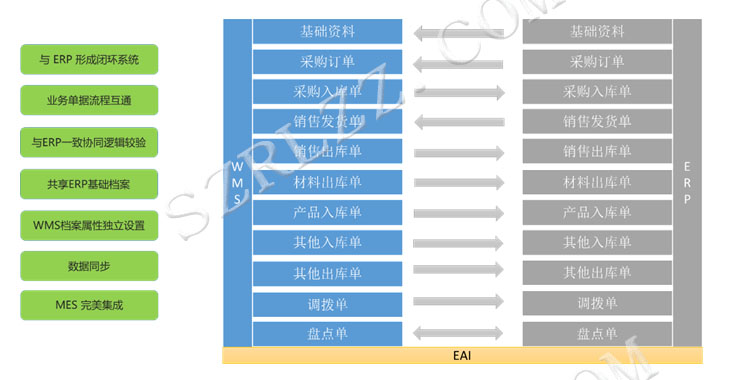 与 ERP 形成闭环系统
业务单据流程互通
与ERP一致协同逻辑较验
共享ERP基础档案
WMS档案属性独立设置
数据同步
MES 完美集成
WMS
基础资料
采购订单
采购入库单
销售发货单
销售出库单
材料出库单
产品入库单
其他入库单
其他出库单
调拨单
盘点单
基础资料
采购订单
采购入库单
销售发货单
销售出库单
材料出库单
产品入库单
其他入库单
其他出库单
调拨单
盘点单
ERP
EAI
SZRLZZ.COM
.COM